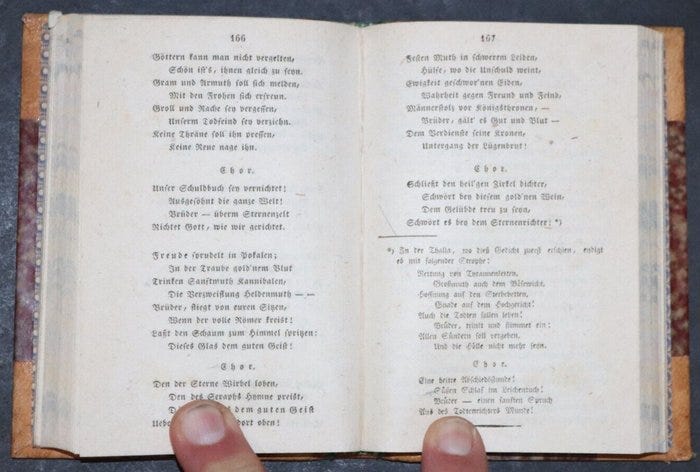 166
Göttern kann man nicht vergelten,
Schön ist's, ihnen gleich zu seyn.
Gram und Armuth soll sich melden,
Mit den Frohen sich erfreun.
Groll und Rache sey vergessen,
Unserm Todfeind sey verziehn.
Keine Thräne soll ihn pressen,
Keine Reue nage ihn.
Chor.
Unser Schuldbuch sey vernichtet!
Ausgesöhnt die ganze Welt!
Brüder — überm Sternenzelt
Richtet Gott, wie wir gerichtet.
Freude sprudelt in Pokalen;
In der Traube gold'nem Blut
Trinken Sanftmuth Kannibalen,
Die Verzweiflung Heldenmuth — —
Brüder, fliegt von euren Sitzen,
Wenn der volle Römer kreist!
Laßt den Schaum zum Himmel spritzen:
Dieses Glas dem guten Geist!
Chor.
Den der Sterne Wirbel loben,
Den des Seraphs Hymne preist,
dem guten Geist
dort oben!
167
Festen Muth in schwerem Leiden,
Hülfe, wo die Unschuld weint,
Ewigkeit geschwor'nen Eiden,
Wahrheit gegen Freund und Feind,
Männerstolz vor Königsthronen, —
Brüder, gält' es Gut und Blut —
Dem Verdienste seine Kronen,
Untergang der Lügenbrut!
Chor.
Schließt den heil'gen Zirkel dichter,
Schwört bey diesem gold'nen Wein,
Dem Gelübde treu zu seyn,
Schwört es bey dem Sternenrichter! *)
*) In der Thalia, wo dieß Gedicht zuerst erschien, endigt
es mit folgender Strophe:
Rettung von Tyrannenketten,
Großmuth auch dem Bösewicht,
Hoffnung auf den Sterbebetten,
Gnade auf dem Hochgericht!
Auch die Todten sollen leben!
Brüder, trinkt und stimmet ein:
Allen Sündern soll vergeben,
Und die Hölle nicht mehr seyn.
Chor.
Eine heitre Abschiedsstunde!
Süßen Schlaf im Leichentuch!
Brüder — einen sanften Spruch
Aus des Todtenrichters Munde!